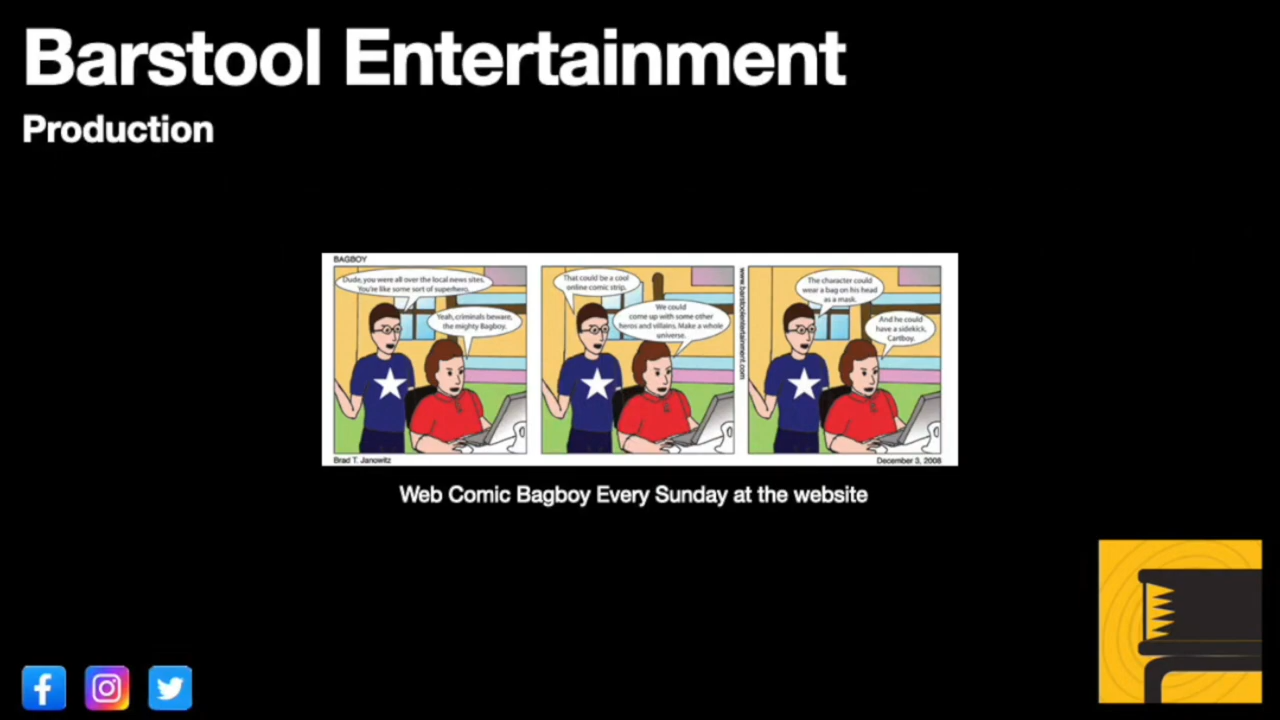 Barstool Entertainment
Production
BAGBOY
Dude, you were all over the local news sites.
You're like some sort of superhero.
Yeah, criminals beware,
the mighty Bagboy.
That could be a cool
online comic strip.
We could
come up with some other
heros and villains. Make a whole
universe.
www.barstoolentertainment.com
The character could
wear a bag on his head
as a mask.
And he could
have a sidekick,
Cartboy.
Brad T. Janowitz
December 3, 2008
Web Comic Bagboy Every Sunday at the website